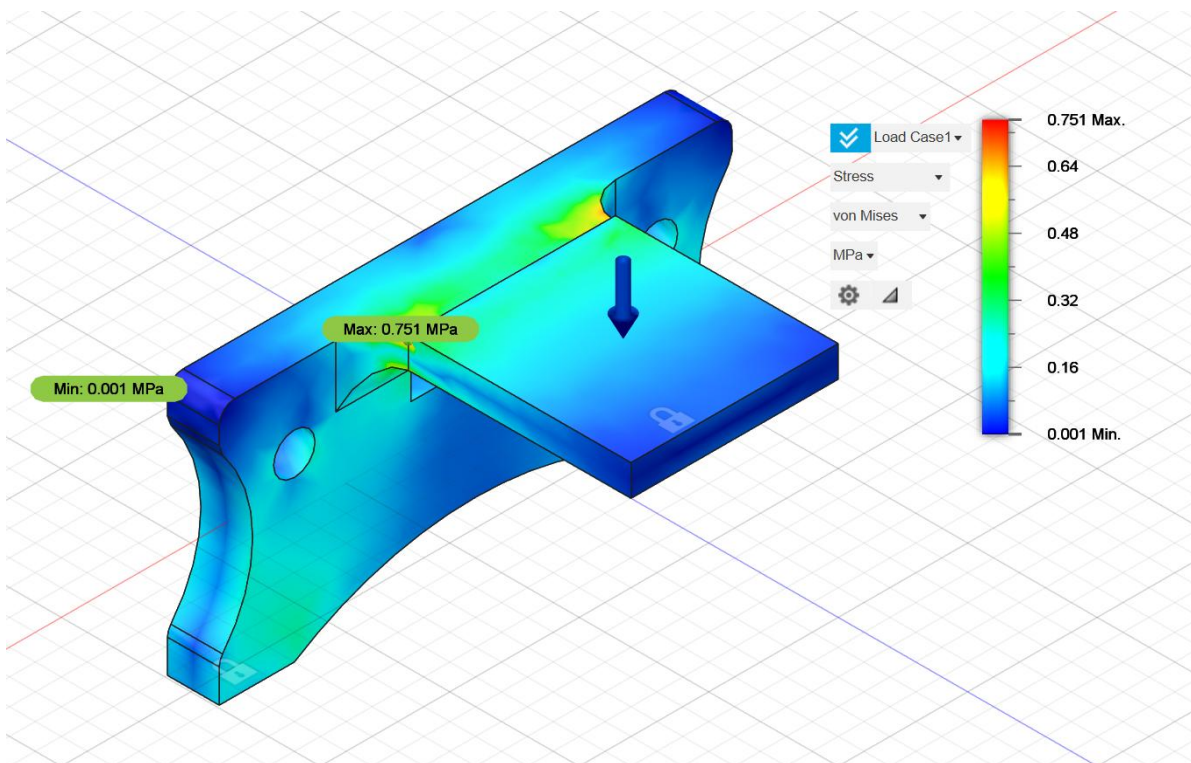 Load Case1
Stress
von Mises
MPa
0.751 Max.
0.64
0.48
0.32
0.16
0.001 Min.
Max: 0.751 MPa
Min: 0.001 MPa